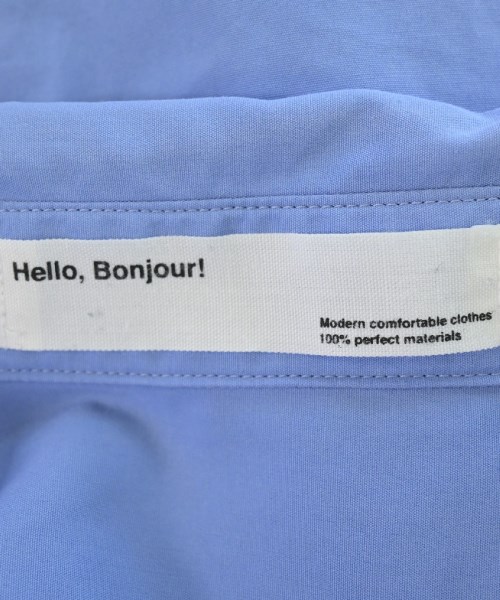 Hello, Bonjour!
Modern comfortable clothes
100% perfect materials